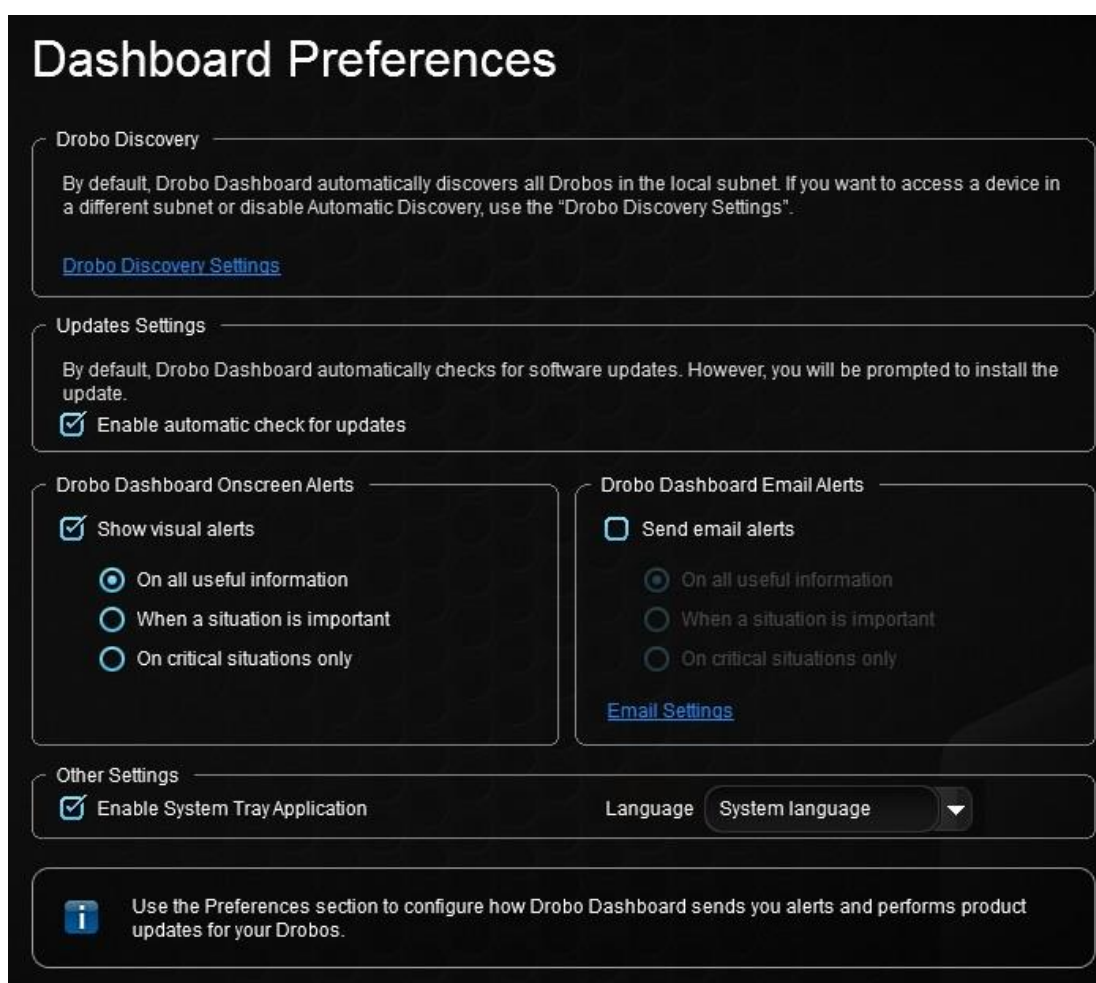 Dashboard Preferences
Drobo Discovery
By default, Drobo Dashboard automatically discovers all Drobos in the local subnet. If you want to access a device in
a different subnet or disable Automatic Discovery, use the “Drobo Discovery Settings”.
Drobo Discovery Settings
Updates Settings
By default, Drobo Dashboard automatically checks for software updates. However, you will be prompted to install the
update.
Enable automatic check for updates
Drobo Dashboard Onscreen Alerts
Show visual alerts
On all useful information
When a situation is important
On critical situations only
Drobo Dashboard Email Alerts
Send email alerts
On all useful information
When a situation is important
On critical situations only
Email Settings
Other Settings
Enable System Tray Application
Language System language
Use the Preferences section to configure how Drobo Dashboard sends you alerts and performs product
updates for your Drobos.